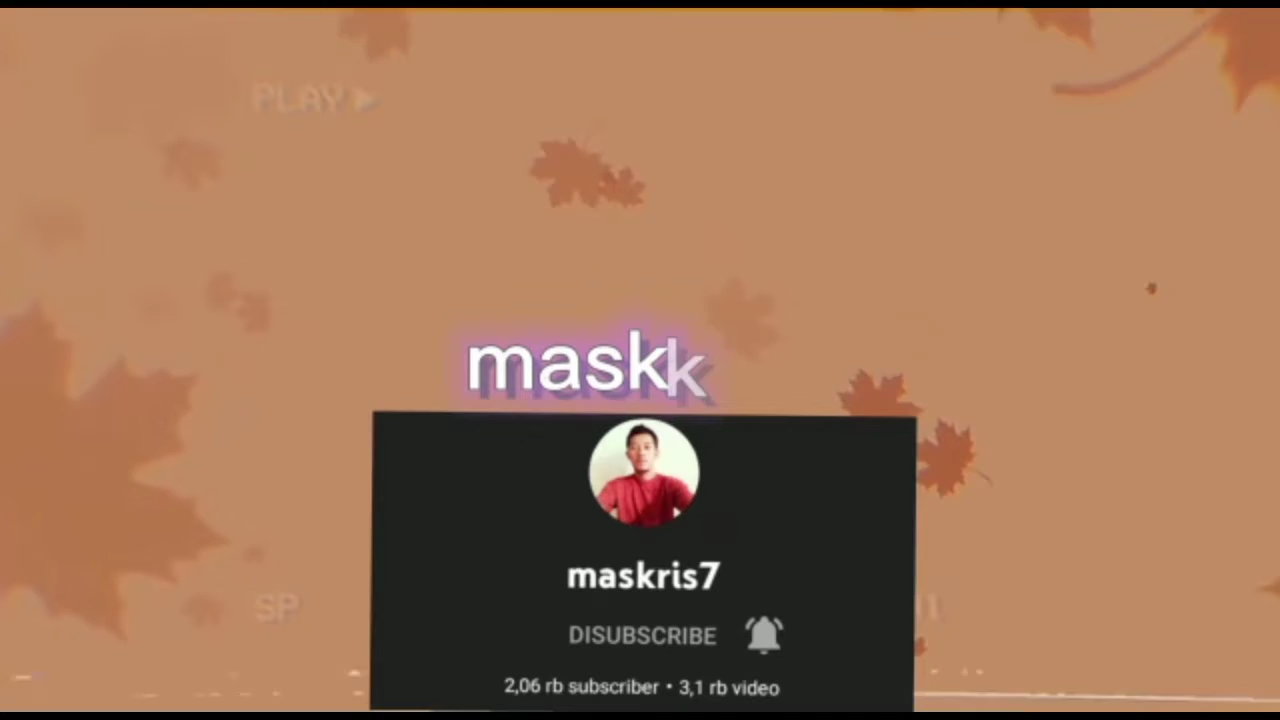 PLAY ►
maskk
maskris7
DISUBSCRIBE
SP
2,06 rb subscriber • 3,1 rb video